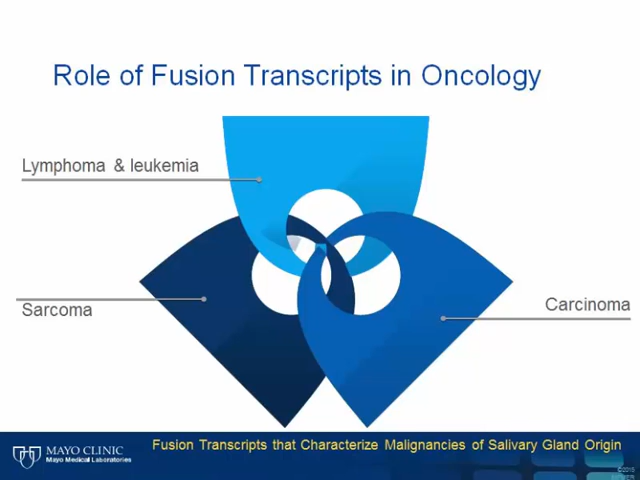 Role of Fusion Transcripts in Oncology
Lymphoma & leukemia
Sarcoma
Carcinoma
MAYO CLINIC
Mayo Medical Laboratories
Fusion Transcripts that Characterize Malignancies of Salivary Gland Origin